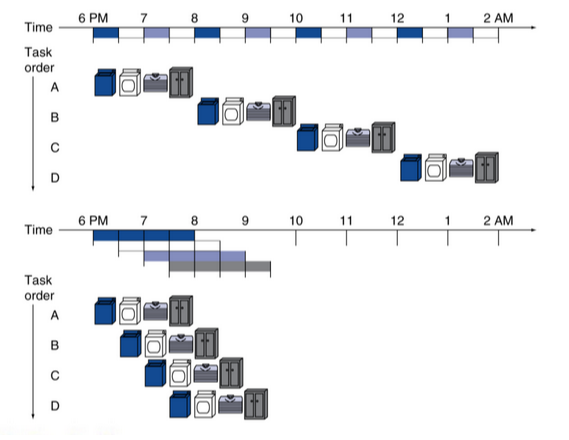 6 PM 7 8 9 10 11 12 1 2 AM
Time
Task
order
A
B
C
D
6 PM 7 8 9 10 11 12 1 2 AM
Time
Task
order
A
B
C
D